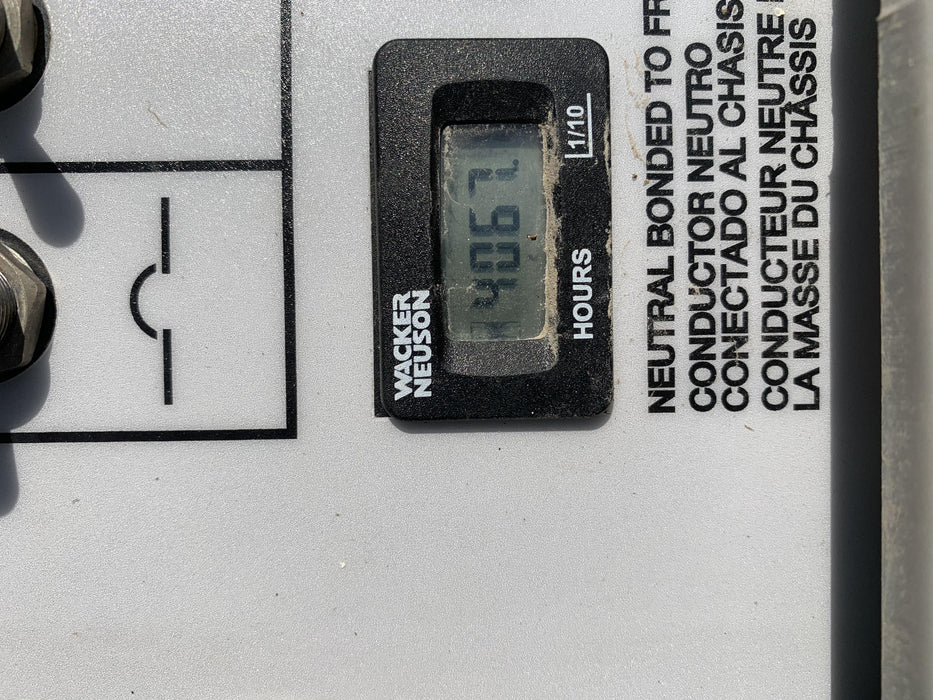 WACKER
NEUSON
HOURS
1/10
NEUTRAL BONDED TO FR
CONDUCTOR NEUTRO
CONECTADO AL CHASIS
CONDUCTEUR NEUTRE
LA MASSE DU CHÂSSIS